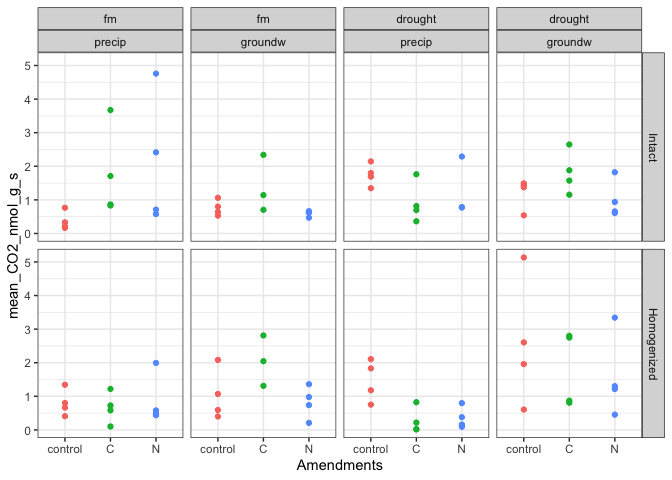 fm fm drought drought
precip groundw precip groundw
mean_CO2_nmol_g_s
5
4
3
2
1
0
Intact
5
4
3
2
1
0
Homogenized
control C N control C N control C N control C N
Amendments